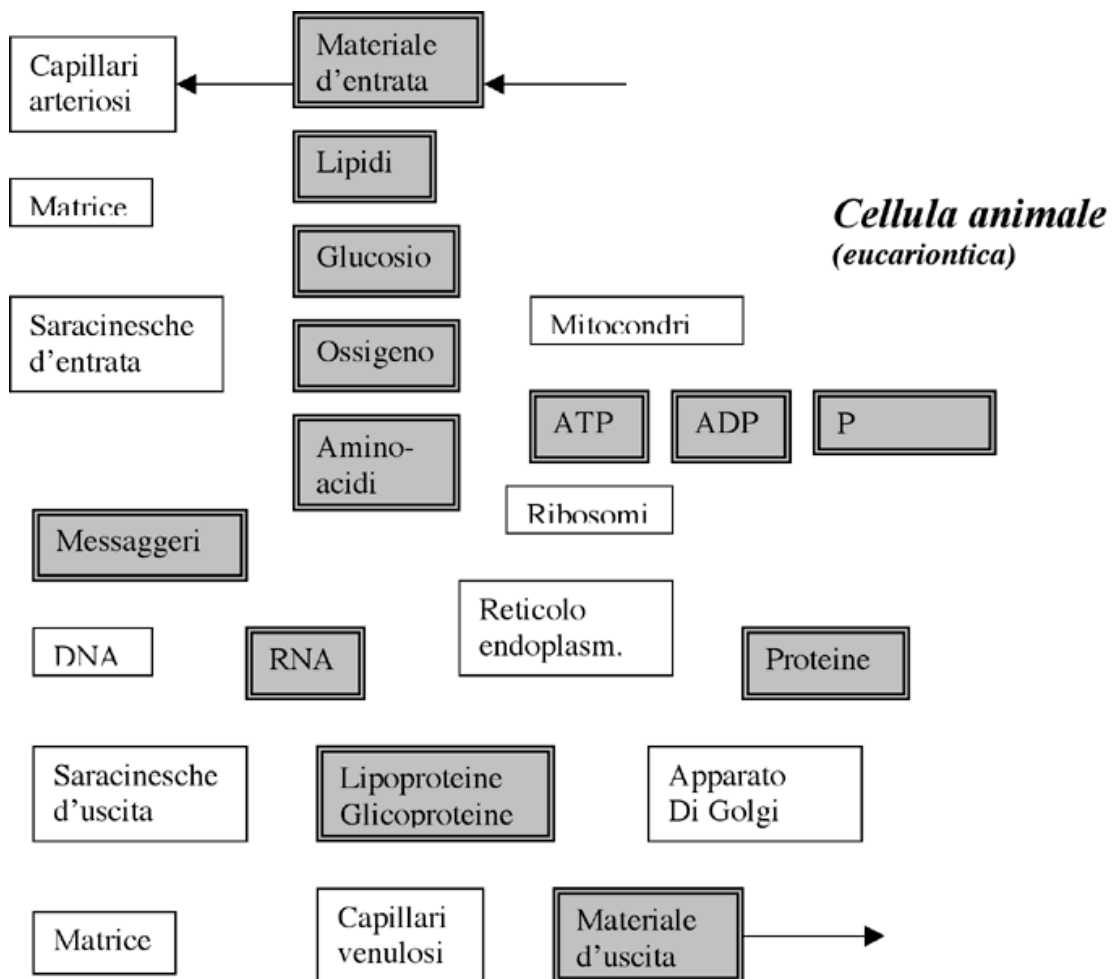 Materiale
d'entrata
Capillari
arteriosi
Lipidi
Matrice
Cellula animale
(eucariontica)
Glucosio
Saracinesche
d'entrata
Mitocondri
Ossigeno
ATP
ADP
P
Amino-
acidi
Ribosomi
Messaggeri
Reticolo
endoplasm.
DNA
RNA
Proteine
Saracinesche
d'uscita
Lipoproteine
Glicoproteine
Apparato
Di Golgi
Matrice
Capillari
venulosi
Materiale
d'uscita